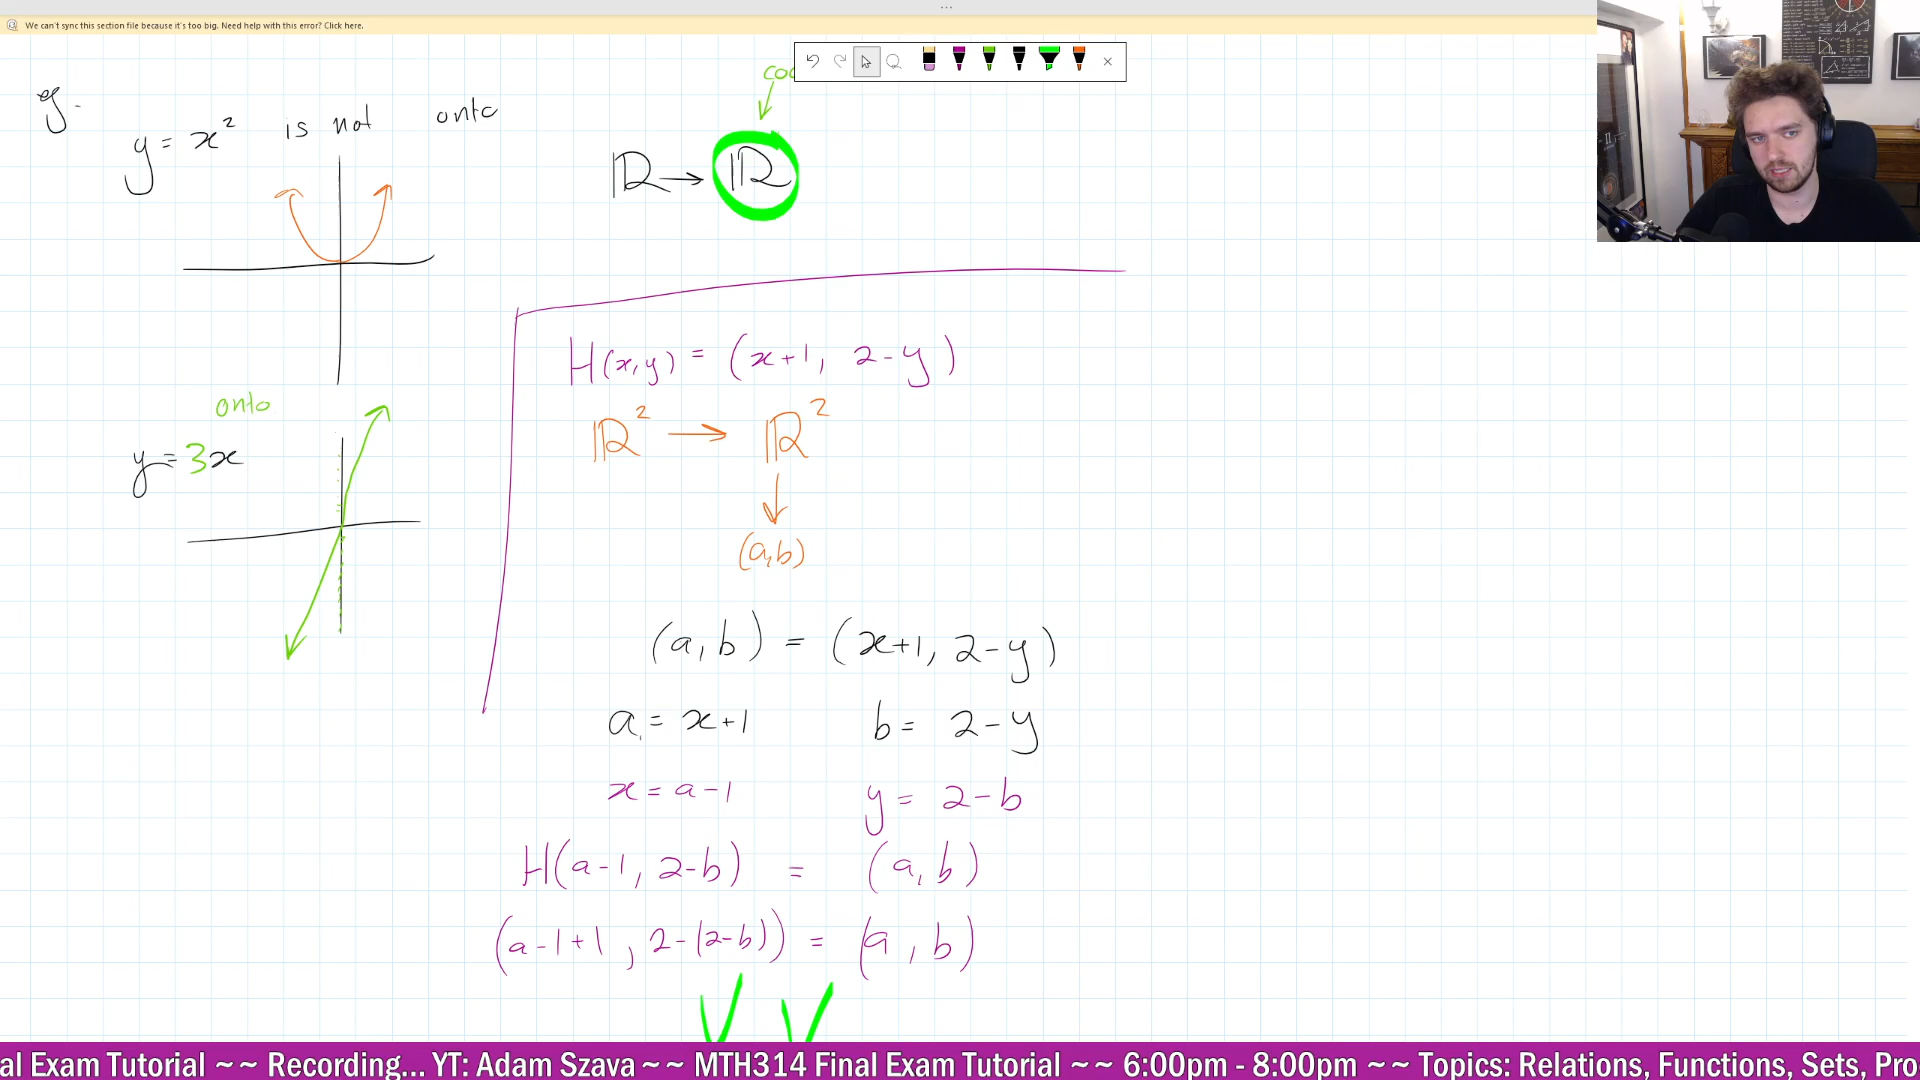 We can't sync this section file because it's too big. Need help with this error? Click here.
eg.
y = x² is not onto
ℝ → ℝ
H(x,y) = (x+1, 2-y)
ℝ² → ℝ²
(a,b)
onto
y = 3x
(a, b) = (x+1, 2-y)
a = x+1 b = 2-y
x = a-1 y = 2-b
H(a-1, 2-b) = (a, b)
(a-1+1, 2-(2-b)) = (a, b)
al Exam Tutorial ~~ Recording... YT: Adam Szava ~~ MTH314 Final Exam Tutorial ~~ 6:00pm - 8:00pm ~~ Topics: Relations, Functions, Sets, Pro